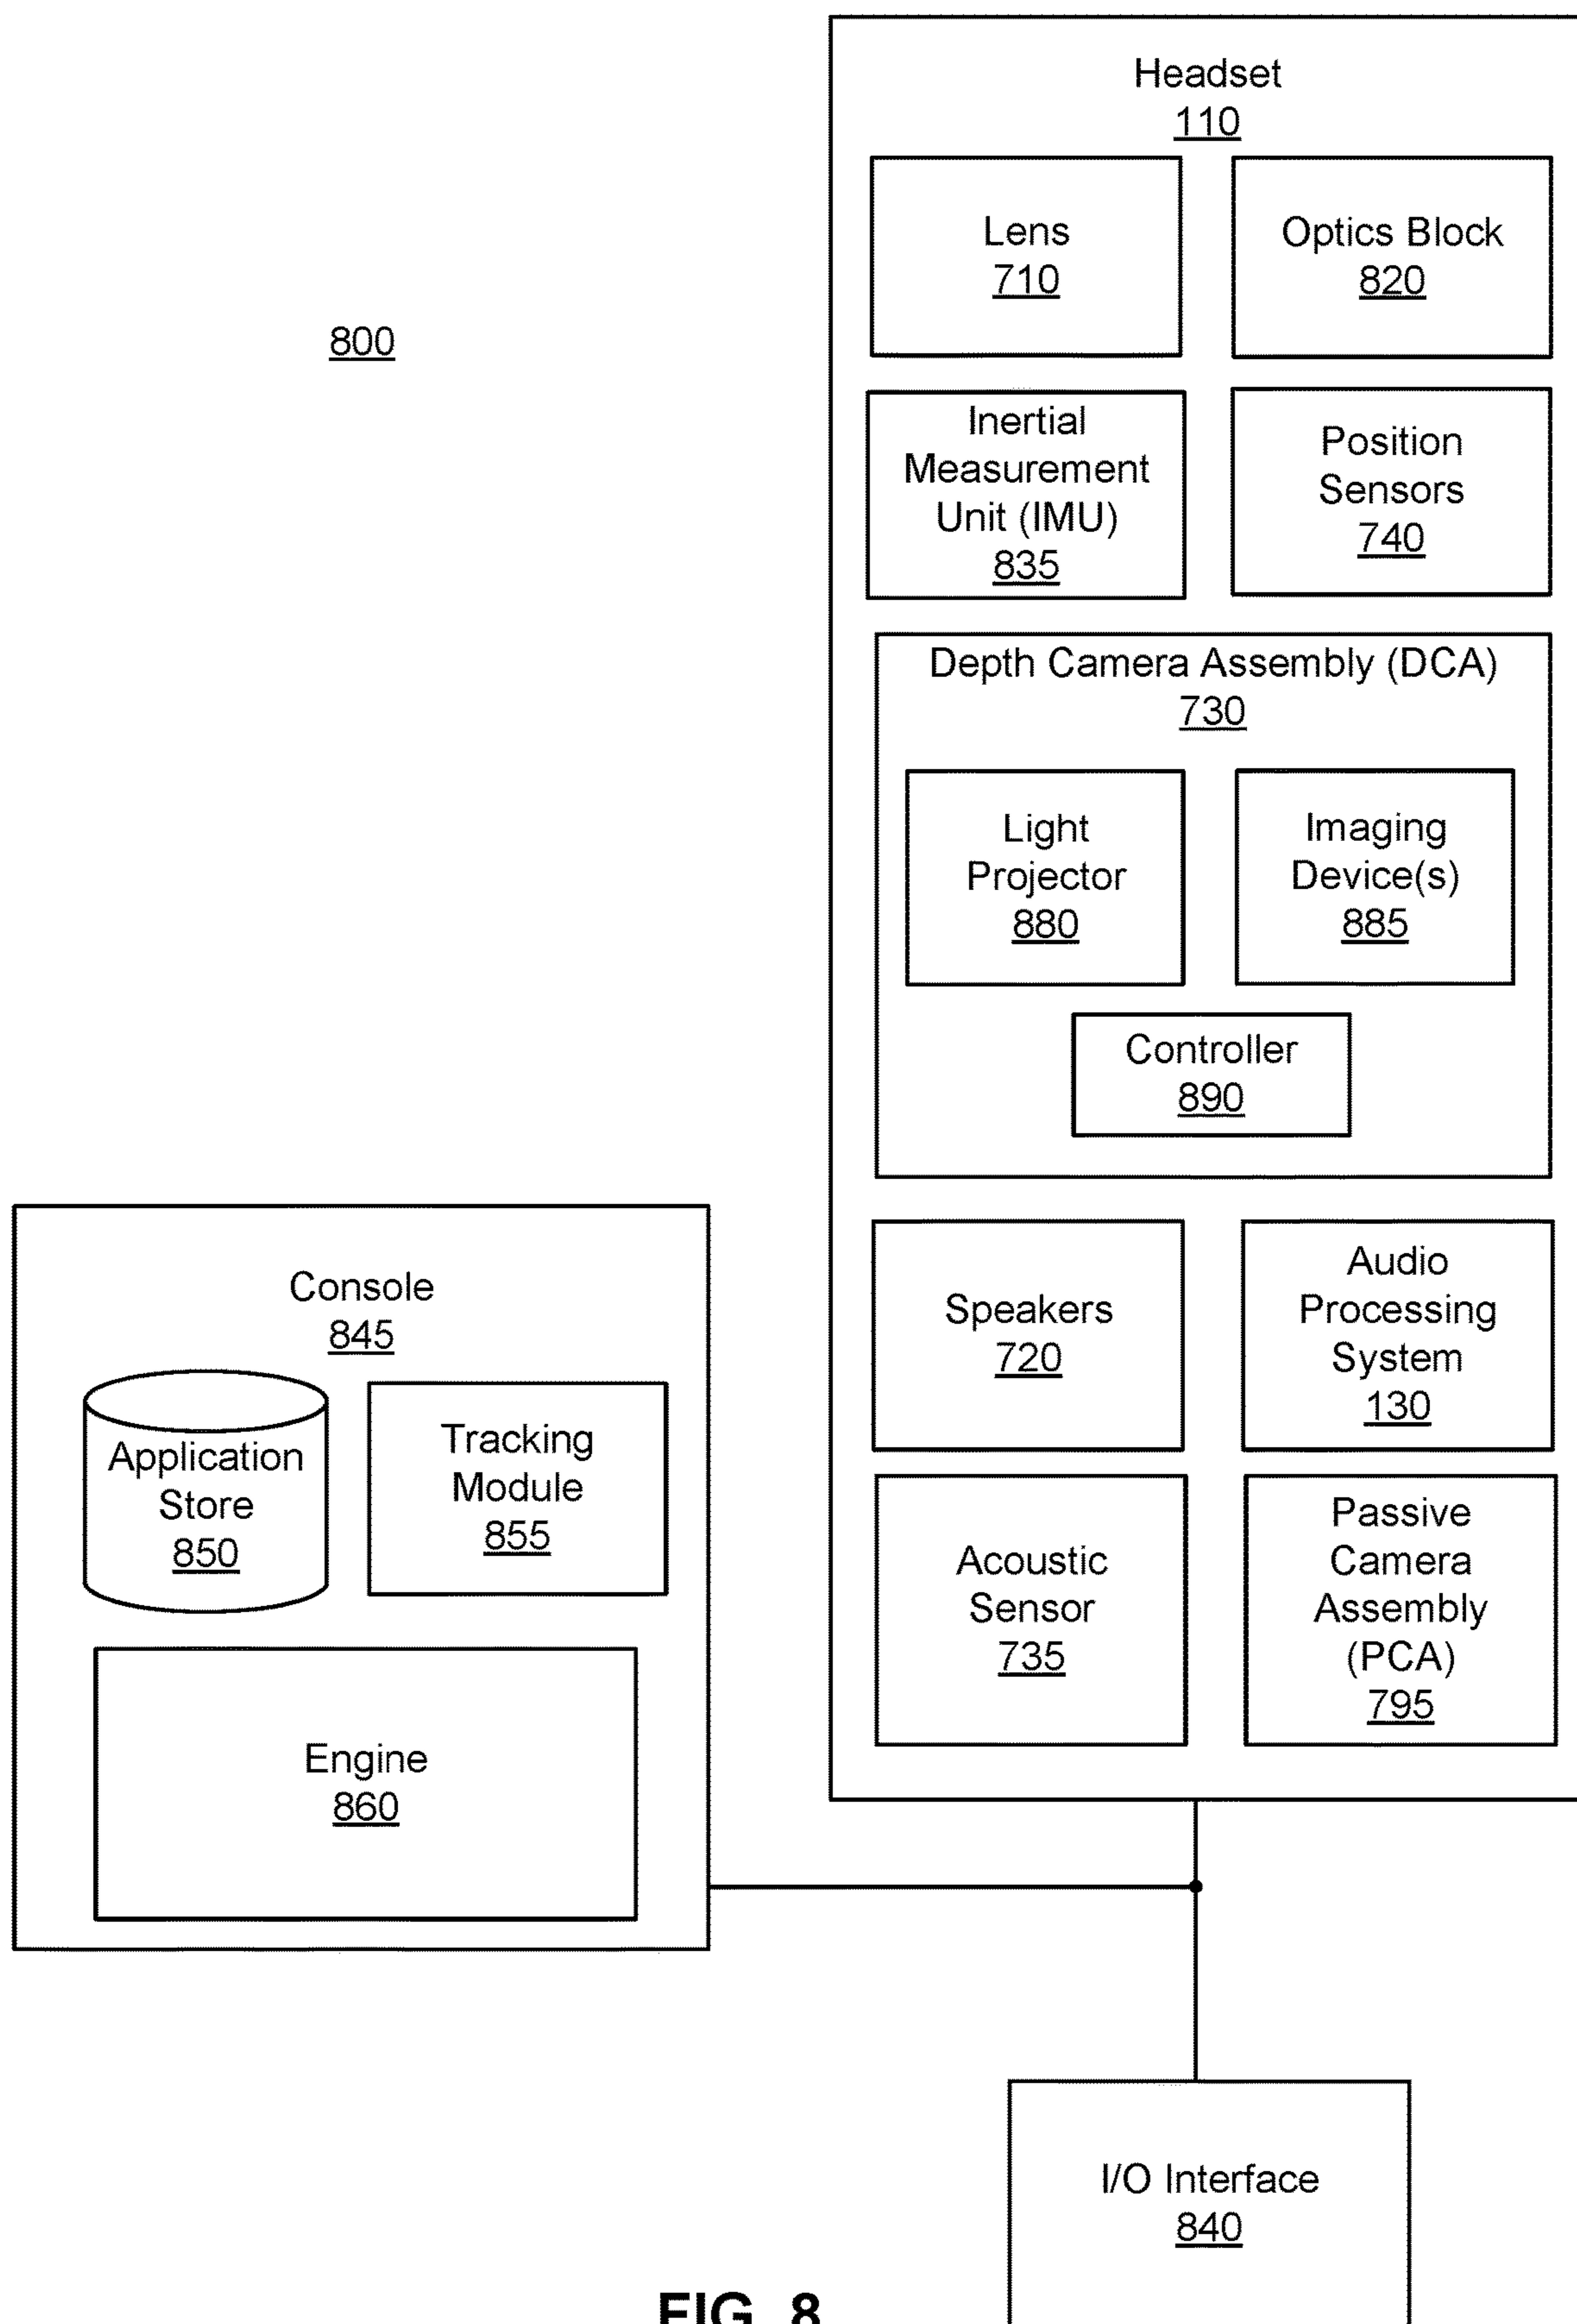 Headset
110
Lens
710
Optics Block
820
800
Inertial
Measurement
Unit (IMU)
835
Position
Sensors
740
Depth Camera Assembly (DCA)
730
Light
Projector
880
Imaging
Device(s)
885
Controller
890
Speakers
720
Audio
Processing
System
130
Acoustic
Sensor
735
Passive
Camera
Assembly
(PCA)
795
Console
845
Application
Store
850
Tracking
Module
855
Engine
860
I/O Interface
840
FIG. 8